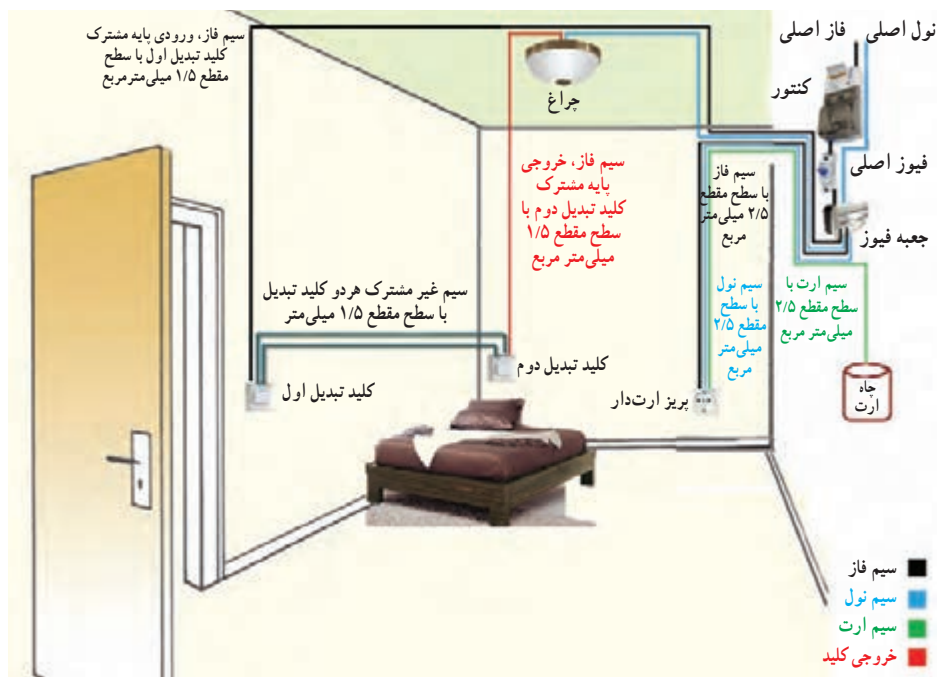 سیم فاز، ورودی پایه مشترک
کلید تبدیل اول با سطح
مقطع ۱/۵ میلی‌متر مربع
چراغ
فاز اصلی
نول اصلی
کنتور
فیوز اصلی
جعبه فیوز
سیم فاز، خروجی
پایه مشترک
کلید تبدیل دوم با
سطح مقطع ۱/۵
میلی‌متر مربع
سیم فاز
با سطح مقطع
۲/۵ میلی‌متر
مربع
سیم غیر مشترک هردو کلید تبدیل
با سطح مقطع ۱/۵ میلی‌متر
سیم نول
با سطح
مقطع ۲/۵
میلی‌متر
مربع
سیم ارت با
سطح مقطع ۲/۵
میلی‌متر مربع
کلید تبدیل دوم
کلید تبدیل اول
پریز ارت‌دار
چاه
ارت
سیم فاز
سیم نول
سیم ارت
خروجی کلید